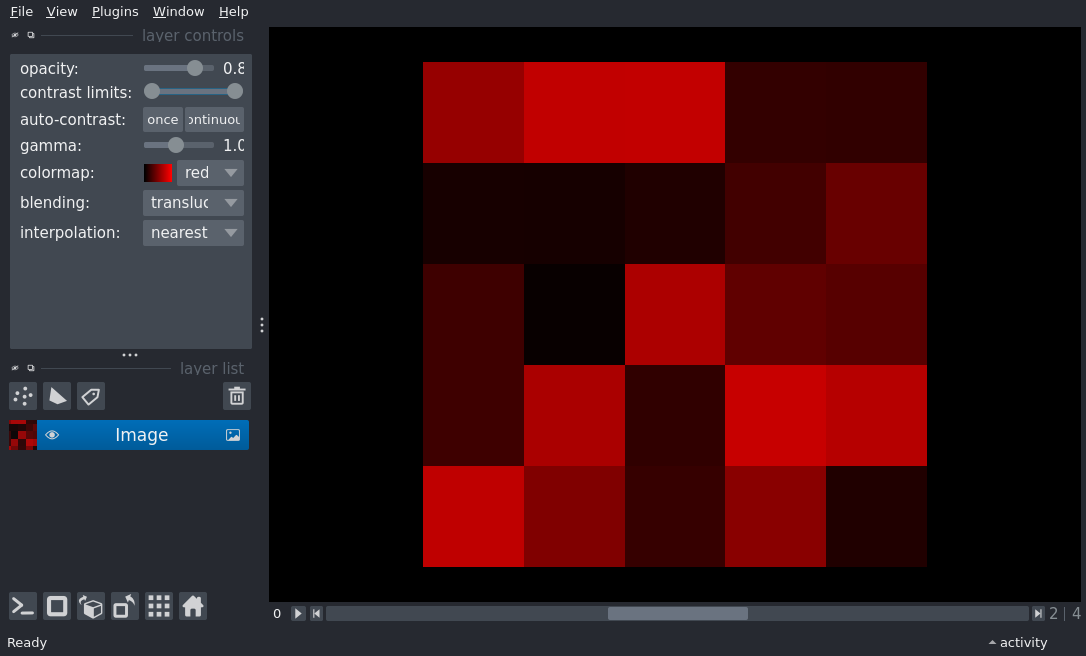 File View Plugins Window Help
layer controls
opacity: 0.8
contrast limits:
auto-contrast: once ontinuou
gamma: 1.0
colormap: red
blending: transluc
interpolation: nearest
layer list
Image
0 2 | 4
Ready activity